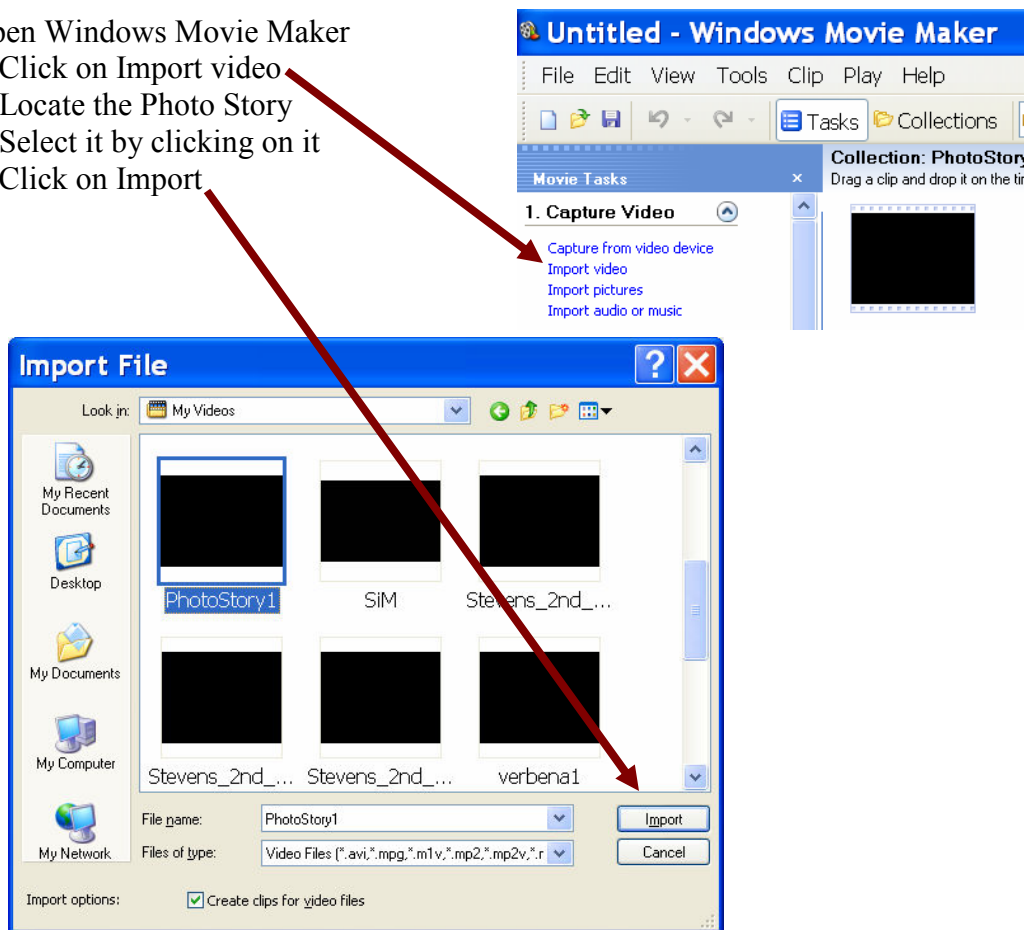 pen Windows Movie Maker
Click on Import video
Locate the Photo Story
Select it by clicking on it
Click on Import
Untitled - Windows Movie Maker
File Edit View Tools Clip Play Help
Tasks Collections
Movie Tasks ×
Collection: PhotoStory
Drag a clip and drop it on the tim
1. Capture Video
Capture from video device
Import video
Import pictures
Import audio or music
Import File
Look in: My Videos
My Recent
Documents
Desktop
My Documents
My Computer
My Network
PhotoStory1 SiM Stevens_2nd_...
Stevens_2nd_... Stevens_2nd_... verbena1
File name: PhotoStory1 Import
Files of type: Video Files (*.avi,*.mpg,*.m1v,*.mp2,*.mp2v,*.r Cancel
Import options: Create clips for video files